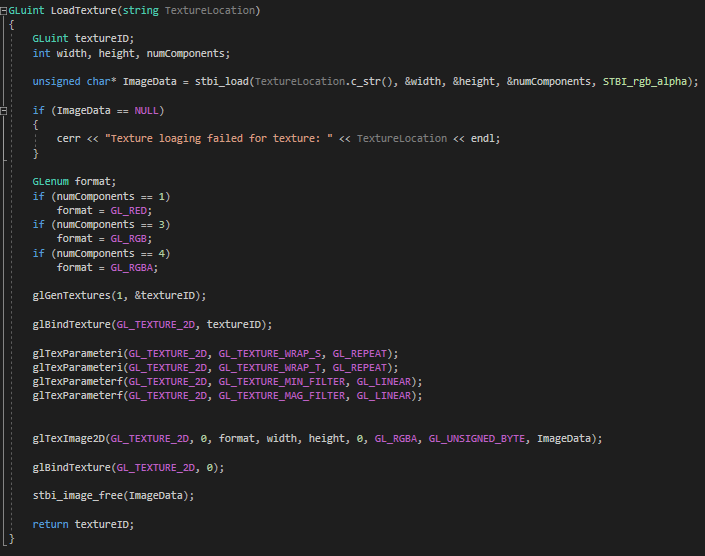 GLuint LoadTexture(string TextureLocation)
{
GLuint textureID;
int width, height, numComponents;
unsigned char* ImageData = stbi_load(TextureLocation.c_str(), &width, &height, &numComponents, STBI_rgb_alpha);
if (ImageData == NULL)
{
cerr << "Texture loaging failed for texture: " << TextureLocation << endl;
}
GLenum format;
if (numComponents == 1)
format = GL_RED;
if (numComponents == 3)
format = GL_RGB;
if (numComponents == 4)
format = GL_RGBA;
glGenTextures(1, &textureID);
glBindTexture(GL_TEXTURE_2D, textureID);
glTexParameteri(GL_TEXTURE_2D, GL_TEXTURE_WRAP_S, GL_REPEAT);
glTexParameteri(GL_TEXTURE_2D, GL_TEXTURE_WRAP_T, GL_REPEAT);
glTexParameterf(GL_TEXTURE_2D, GL_TEXTURE_MIN_FILTER, GL_LINEAR);
glTexParameterf(GL_TEXTURE_2D, GL_TEXTURE_MAG_FILTER, GL_LINEAR);
glTexImage2D(GL_TEXTURE_2D, 0, format, width, height, 0, GL_RGBA, GL_UNSIGNED_BYTE, ImageData);
glBindTexture(GL_TEXTURE_2D, 0);
stbi_image_free(ImageData);
return textureID;
}